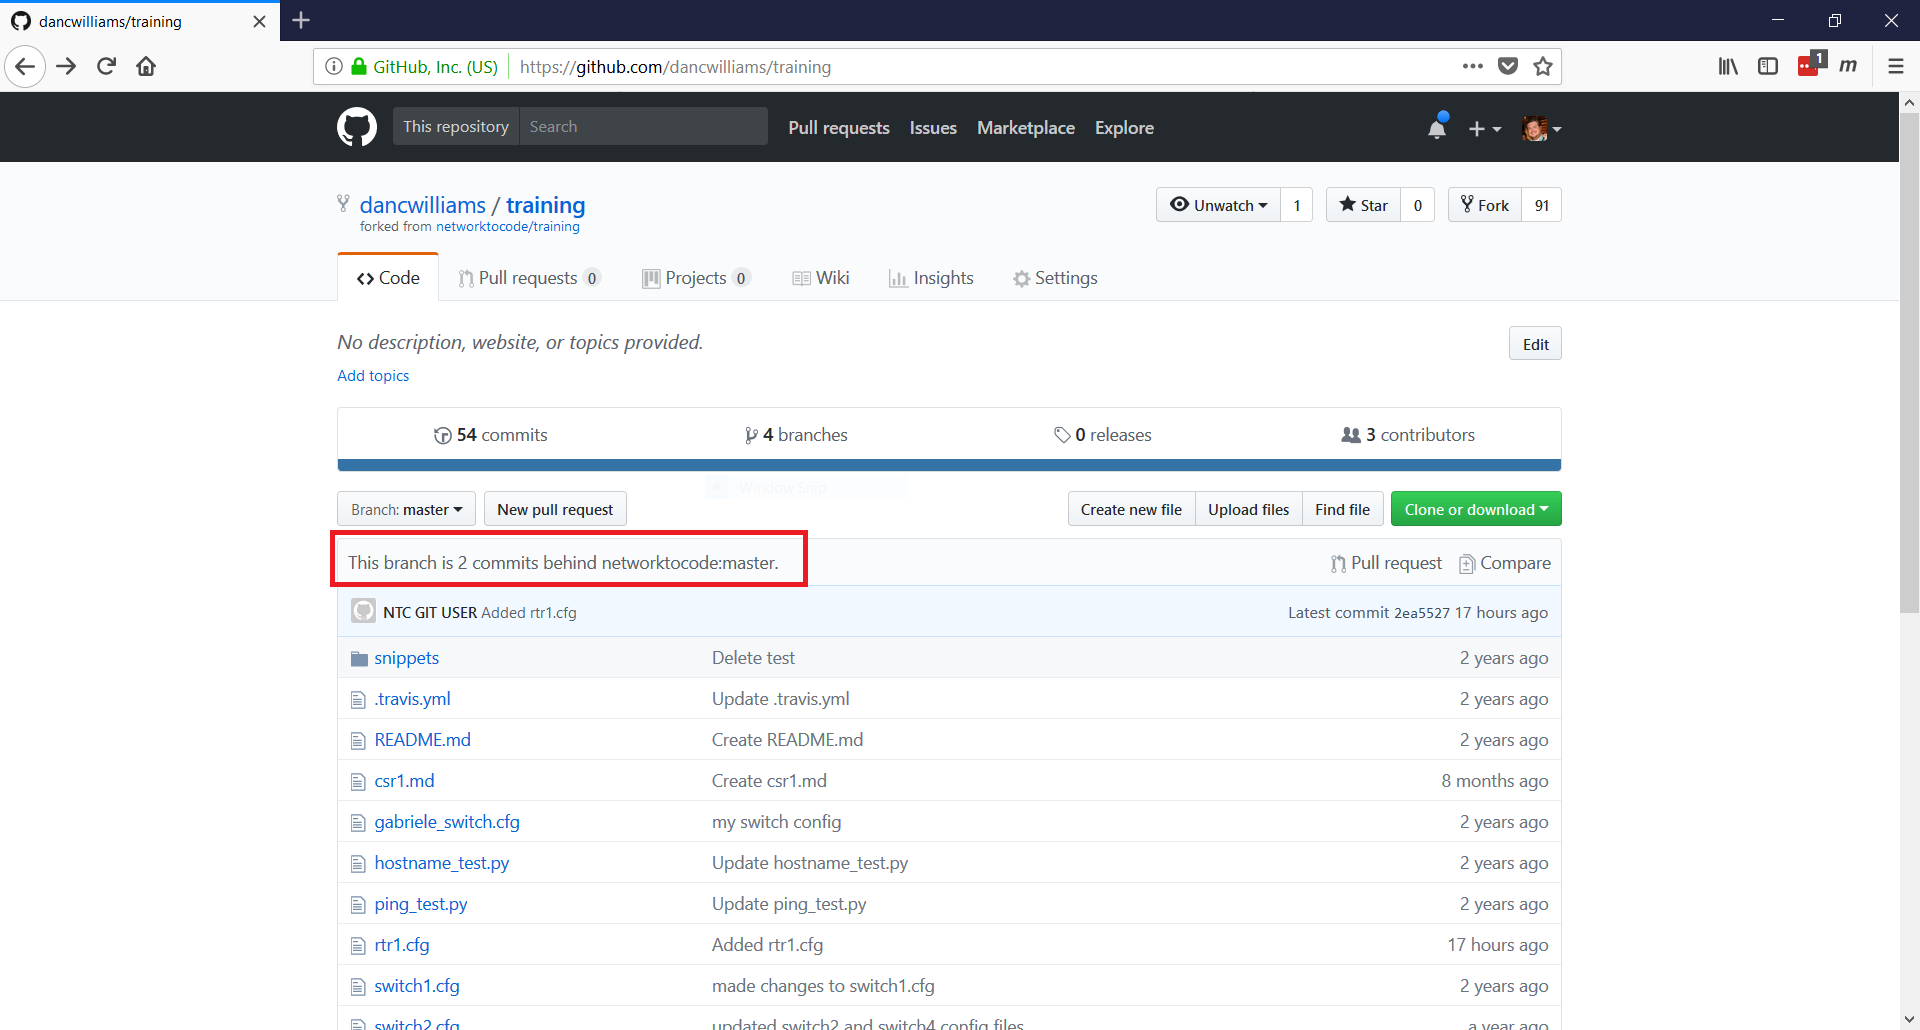 dancwilliams/training
GitHub, Inc. (US) https://github.com/dancwilliams/training
1 m
This repository Search Pull requests Issues Marketplace Explore
dancwilliams / training
forked from networktocode/training
Unwatch 1 Star 0 Fork 91
Code Pull requests 0 Projects 0 Wiki Insights Settings
No description, website, or topics provided.
Edit
Add topics
54 commits 4 branches 0 releases 3 contributors
Window Snip
Branch: master New pull request Create new file Upload files Find file Clone or download
This branch is 2 commits behind networktocode:master. Pull request Compare
NTC GIT USER Added rtr1.cfg Latest commit 2ea5527 17 hours ago
snippets Delete test 2 years ago
.travis.yml Update .travis.yml 2 years ago
README.md Create README.md 2 years ago
csr1.md Create csr1.md 8 months ago
gabriele_switch.cfg my switch config 2 years ago
hostname_test.py Update hostname_test.py 2 years ago
ping_test.py Update ping_test.py 2 years ago
rtr1.cfg Added rtr1.cfg 17 hours ago
switch1.cfg made changes to switch1.cfg 2 years ago
switch2.cfg updated switch2 and switch4 config files a year ago